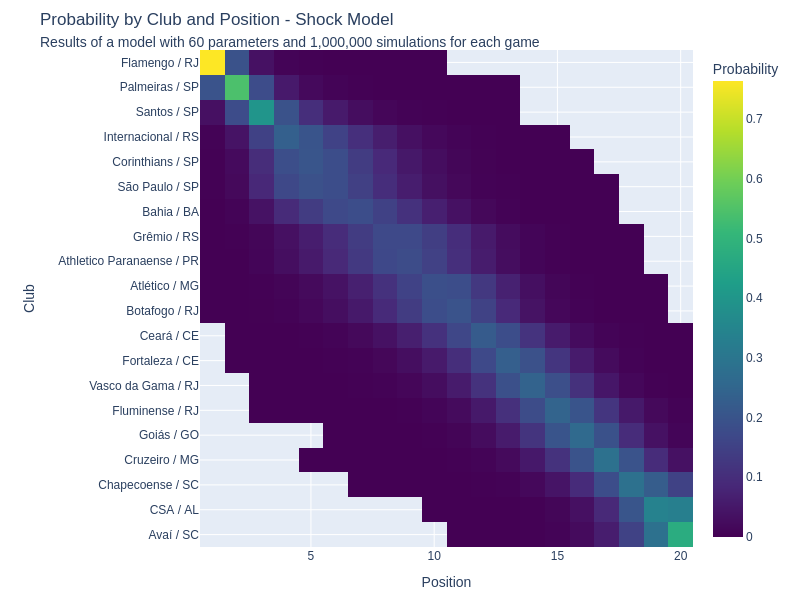 Probability by Club and Position - Shock Model
Results of a model with 60 parameters and 1,000,000 simulations for each game
Probability
Flamengo / RJ
Palmeiras / SP
Santos / SP
Internacional / RS
Corinthians / SP
São Paulo / SP
Bahia / BA
Grêmio / RS
Athletico Paranaense / PR
Atlético / MG
Botafogo / RJ
Ceará / CE
Fortaleza / CE
Vasco da Gama / RJ
Fluminense / RJ
Goiás / GO
Cruzeiro / MG
Chapecoense / SC
CSA / AL
Avaí / SC
Club
5
10
15
20
Position
0.7
0.6
0.5
0.4
0.3
0.2
0.1
0